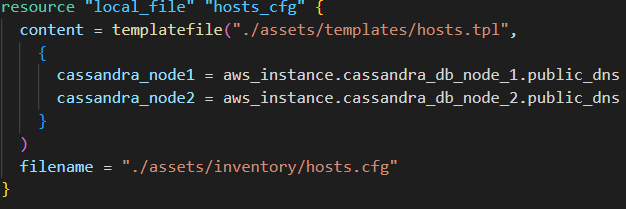 resource "local_file" "hosts_cfg" {
  content = templatefile("./assets/templates/hosts.tpl",
    {
      cassandra_node1 = aws_instance.cassandra_db_node_1.public_dns
      cassandra_node2 = aws_instance.cassandra_db_node_2.public_dns
    }
  )
  filename = "./assets/inventory/hosts.cfg"
}